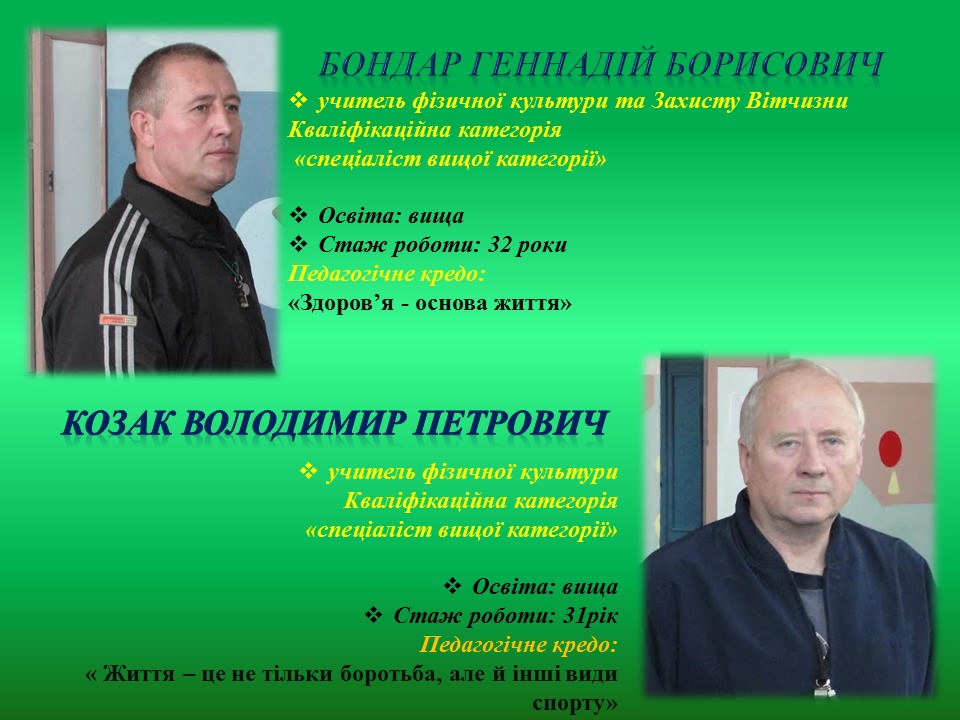 БОНДАР ГЕННАДІЙ БОРИСОВИЧ
❖ учитель фізичної культури та Захисту Вітчизни
Кваліфікаційна категорія
«спеціаліст вищої категорії»
❖ Освіта: вища
❖ Стаж роботи: 32 роки
Педагогічне кредо:
«Здоров’я - основа життя»
КОЗАК ВОЛОДИМИР ПЕТРОВИЧ
❖ учитель фізичної культури
Кваліфікаційна категорія
«спеціаліст вищої категорії»
❖ Освіта: вища
❖ Стаж роботи: 31рік
Педагогічне кредо:
« Життя – це не тільки боротьба, але й інші види
спорту»